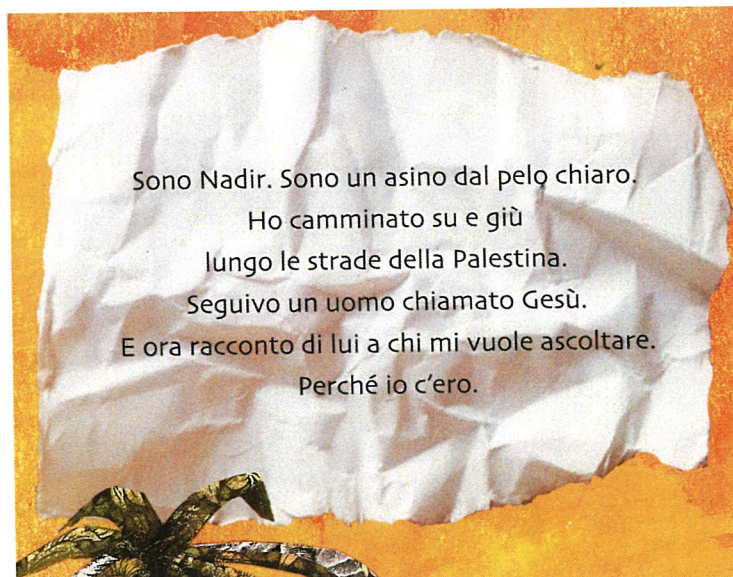 Sono Nadir. Sono un asino dal pelo chiaro.
Ho camminato su e giù
lungo le strade della Palestina.
Seguivo un uomo chiamato Gesù.
E ora racconto di lui a chi mi vuole ascoltare.
Perché io c'ero.